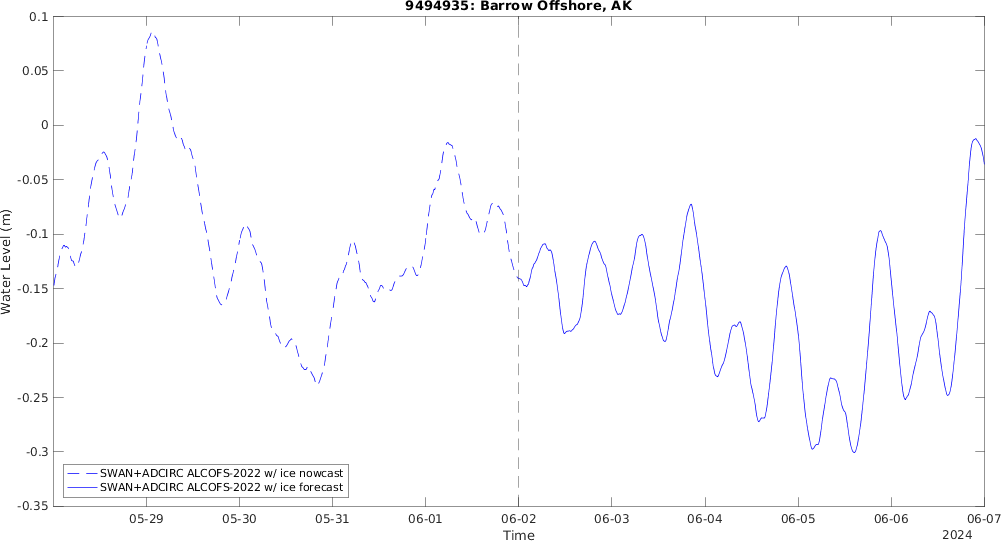 9494935: Barrow Offshore, AK
0.1
0.05
0
-0.05
-0.1
-0.15
-0.2
-0.25
-0.3
-0.35
Water Level (m)
SWAN+ADCIRC ALCOFS-2022 w/ ice nowcast
SWAN+ADCIRC ALCOFS-2022 w/ ice forecast
05-29 05-30 05-31 06-01 06-02 06-03 06-04 06-05 06-06 06-07
Time
2024